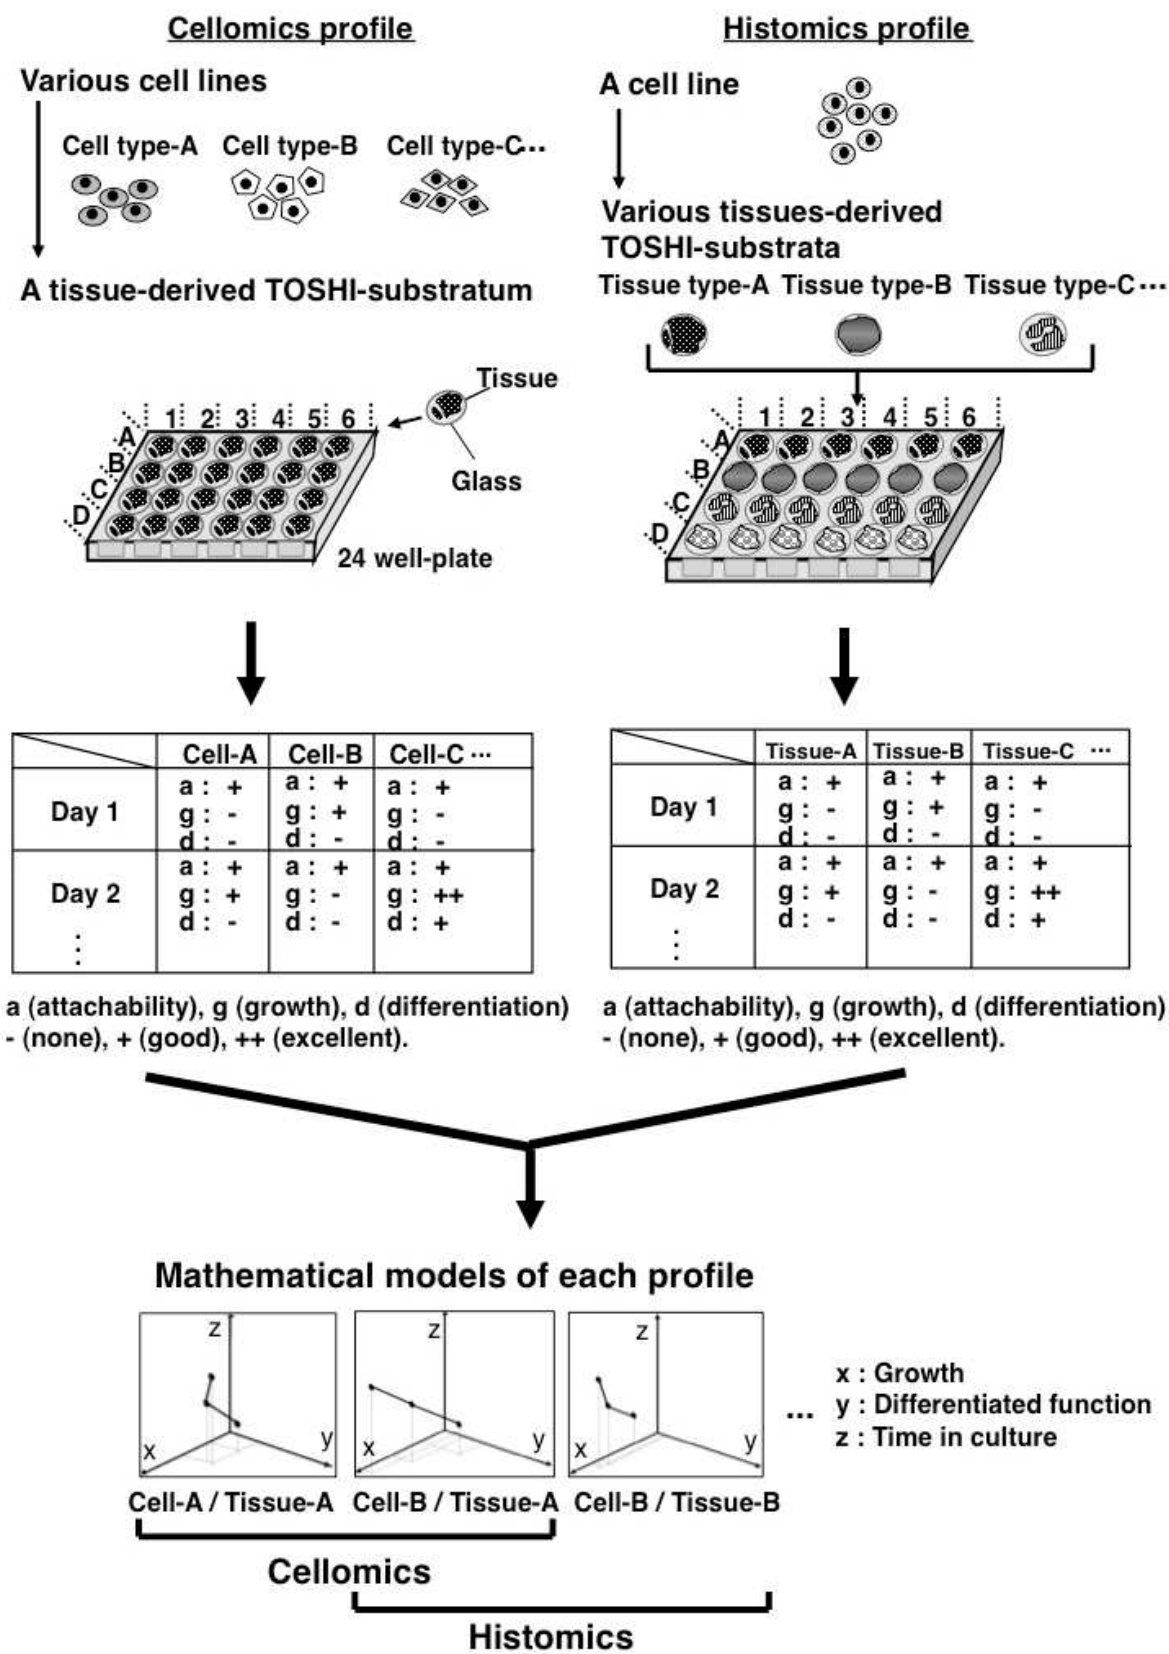 Cellomics profile
Various cell lines
Cell type-A Cell type-B Cell type-C...
A tissue-derived TOSHI-substratum
Tissue
Glass
1 2 3 4 5 6
A
B
C
D
24 well-plate
Histomics profile
A cell line
Various tissues-derived
TOSHI-substrata
Tissue type-A Tissue type-B Tissue type-C ...
1 2 3 4 5 6
A
B
C
D
Cell-A Cell-B Cell-C ...
Day 1
a : + a : + a : +
g : - g : + g : -
d : - d : - d : -
Day 2
a : + a : + a : +
g : + g : - g : ++
d : - d : - d : +
a (attachability), g (growth), d (differentiation)
- (none), + (good), ++ (excellent).
Tissue-A Tissue-B Tissue-C ...
Day 1
a : + a : + a : +
g : - g : + g : -
d : - d : - d : -
Day 2
a : + a : + a : +
g : + g : - g : ++
d : - d : - d : +
a (attachability), g (growth), d (differentiation)
- (none), + (good), ++ (excellent).
Mathematical models of each profile
z z z
x y x y x y
...
x : Growth
y : Differentiated function
z : Time in culture
Cell-A / Tissue-A Cell-B / Tissue-A Cell-B / Tissue-B
Cellomics
Histomics